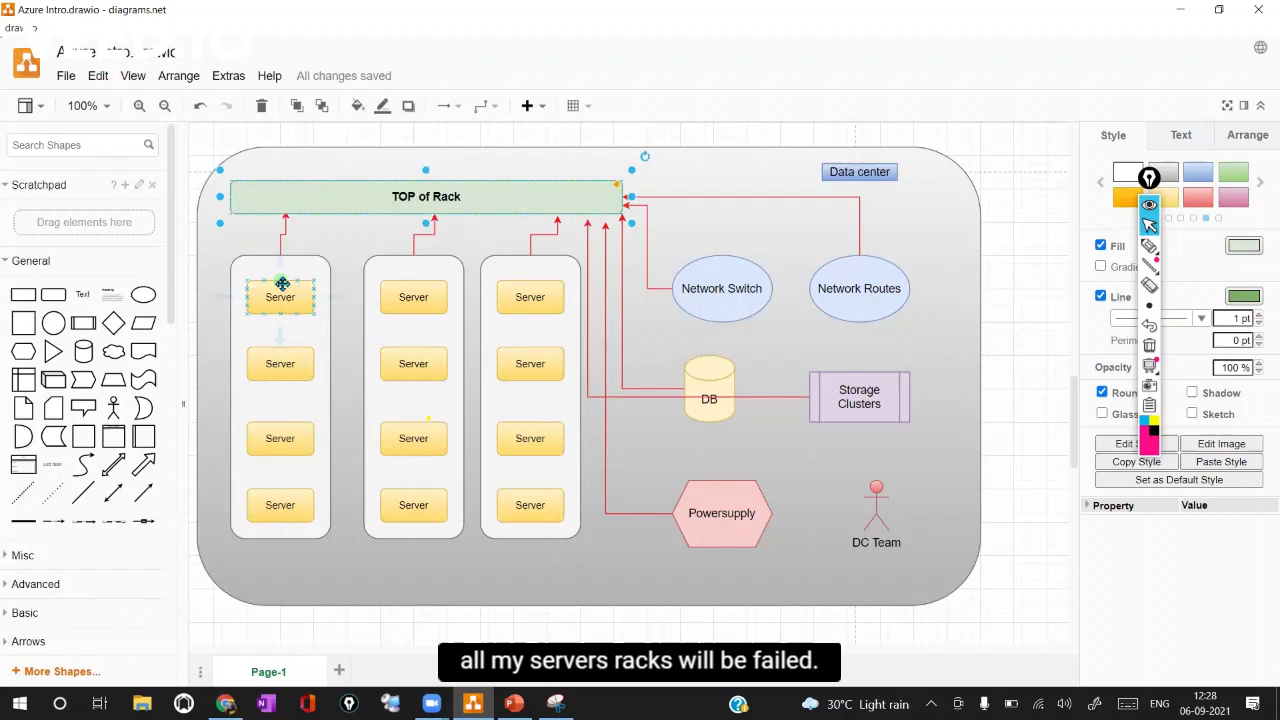 Azure Intro.drawio - diagrams.net
File Edit View Arrange Extras Help All changes saved
100%
Search Shapes
Scratchpad
Drag elements here
General
Text
List Item
Misc
Advanced
Basic
Arrows
+ More Shapes...
Data center
TOP of Rack
Server Server Server
Server Server Server
Server Server Server
Server Server Server
Network Switch
Network Routes
DB
Storage
Clusters
Powersupply
DC Team
all my servers racks will be failed.
Page-1
Style Text Arrange
Fill
Line
1 pt
0 pt
Opacity
100 %
Shadow
Sketch
Copy Style
Edit Image
Paste Style
Set as Default Style
Property Value
30°C Light rain
ENG
12:28
06-09-2021